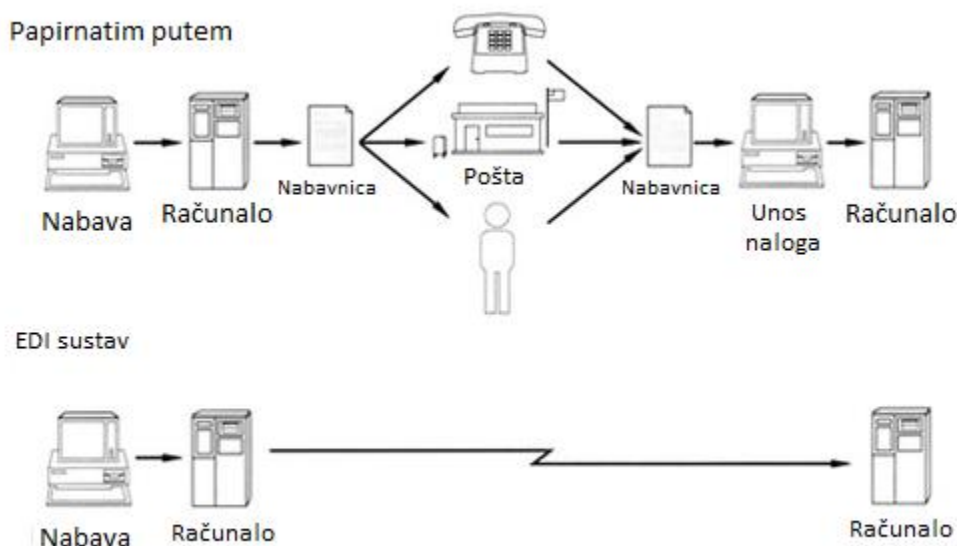 Papirnatim putem
Nabava
Računalo
Nabavnica
Pošta
Nabavnica
Unos
naloga
Računalo
EDI sustav
Nabava
Računalo
Računalo